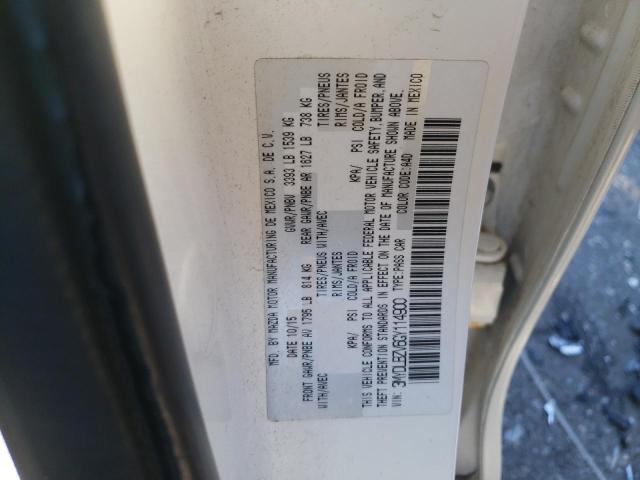 MFD. BY MAZDA MOTOR MANUFACTURING DE MEXICO S.A. DE C.V.
DATE 10/15 GVWR/PNBV 3393 LB 1539 KG
FRONT GAWR/PNBE AV 1795 LB 814 KG REAR GAWR/PNBE AR 1627 LB 738 KG
WITH/AVEC TIRES/PNEUS WITH/AVEC TIRES/PNEUS
RIMS/JANTES RIMS/JANTES
KPA/ PSI COLD/A FROID KPA/ PSI COLD/A FROID
THIS VEHICLE CONFORMS TO ALL APPLICABLE FEDERAL MOTOR VEHICLE SAFETY, BUMPER, AND
THEFT PREVENTION STANDARDS IN EFFECT ON THE DATE OF MANUFACTURE SHOWN ABOVE.
VIN: 3MYDLBZV6GY114900 TYPE: PASS CAR COLOR CODE: A4D MADE IN MEXICO